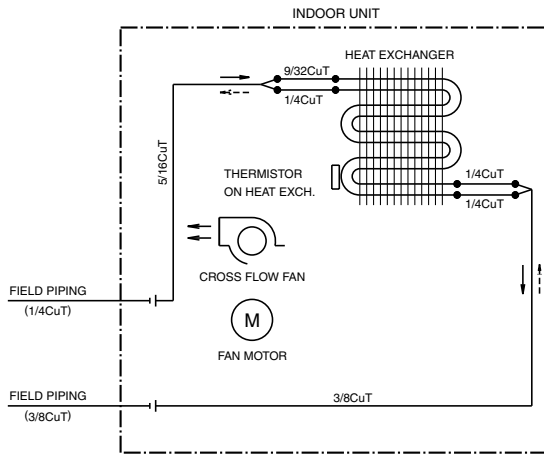 INDOOR UNIT
HEAT EXCHANGER
9/32CuT
1/4CuT
5/16CuT
THERMISTOR
ON HEAT EXCH.
1/4CuT
1/4CuT
CROSS FLOW FAN
FIELD PIPING
(1/4CuT)
M
FAN MOTOR
FIELD PIPING
(3/8CuT)
3/8CuT